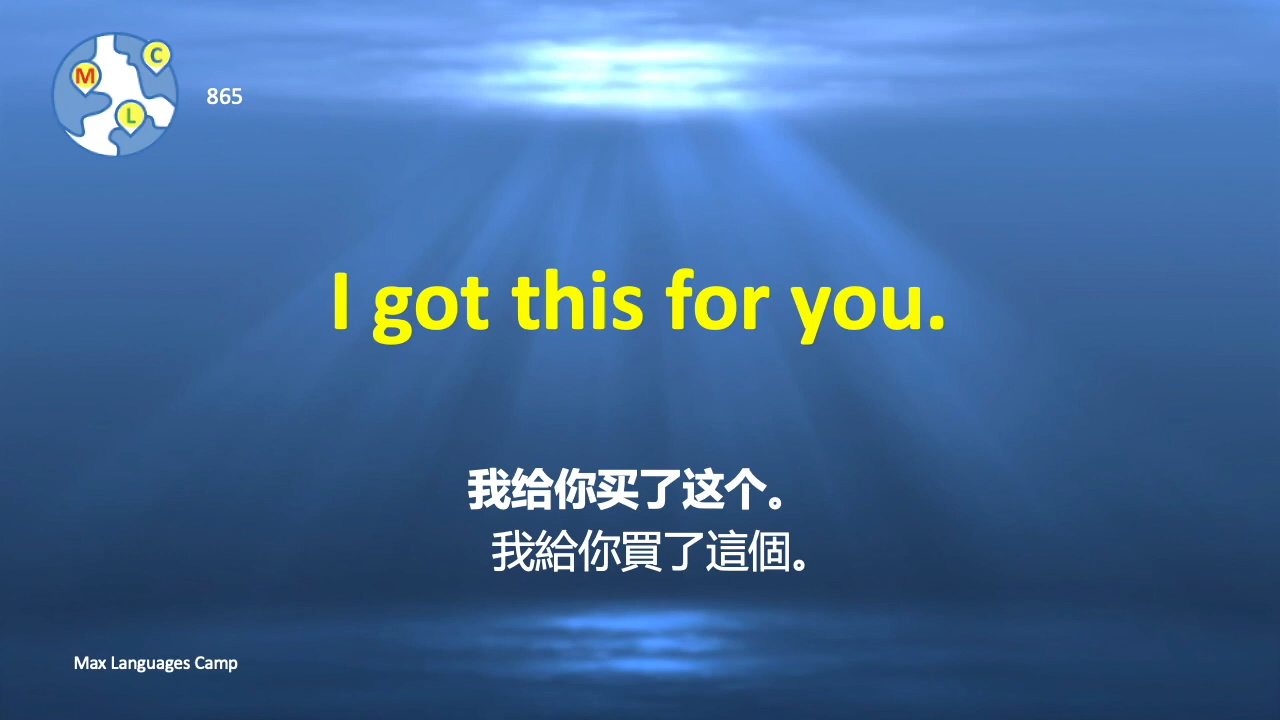 C
M
L
865
I got this for you.
我给你买了这个。
我給你買了這個。
Max Languages Camp